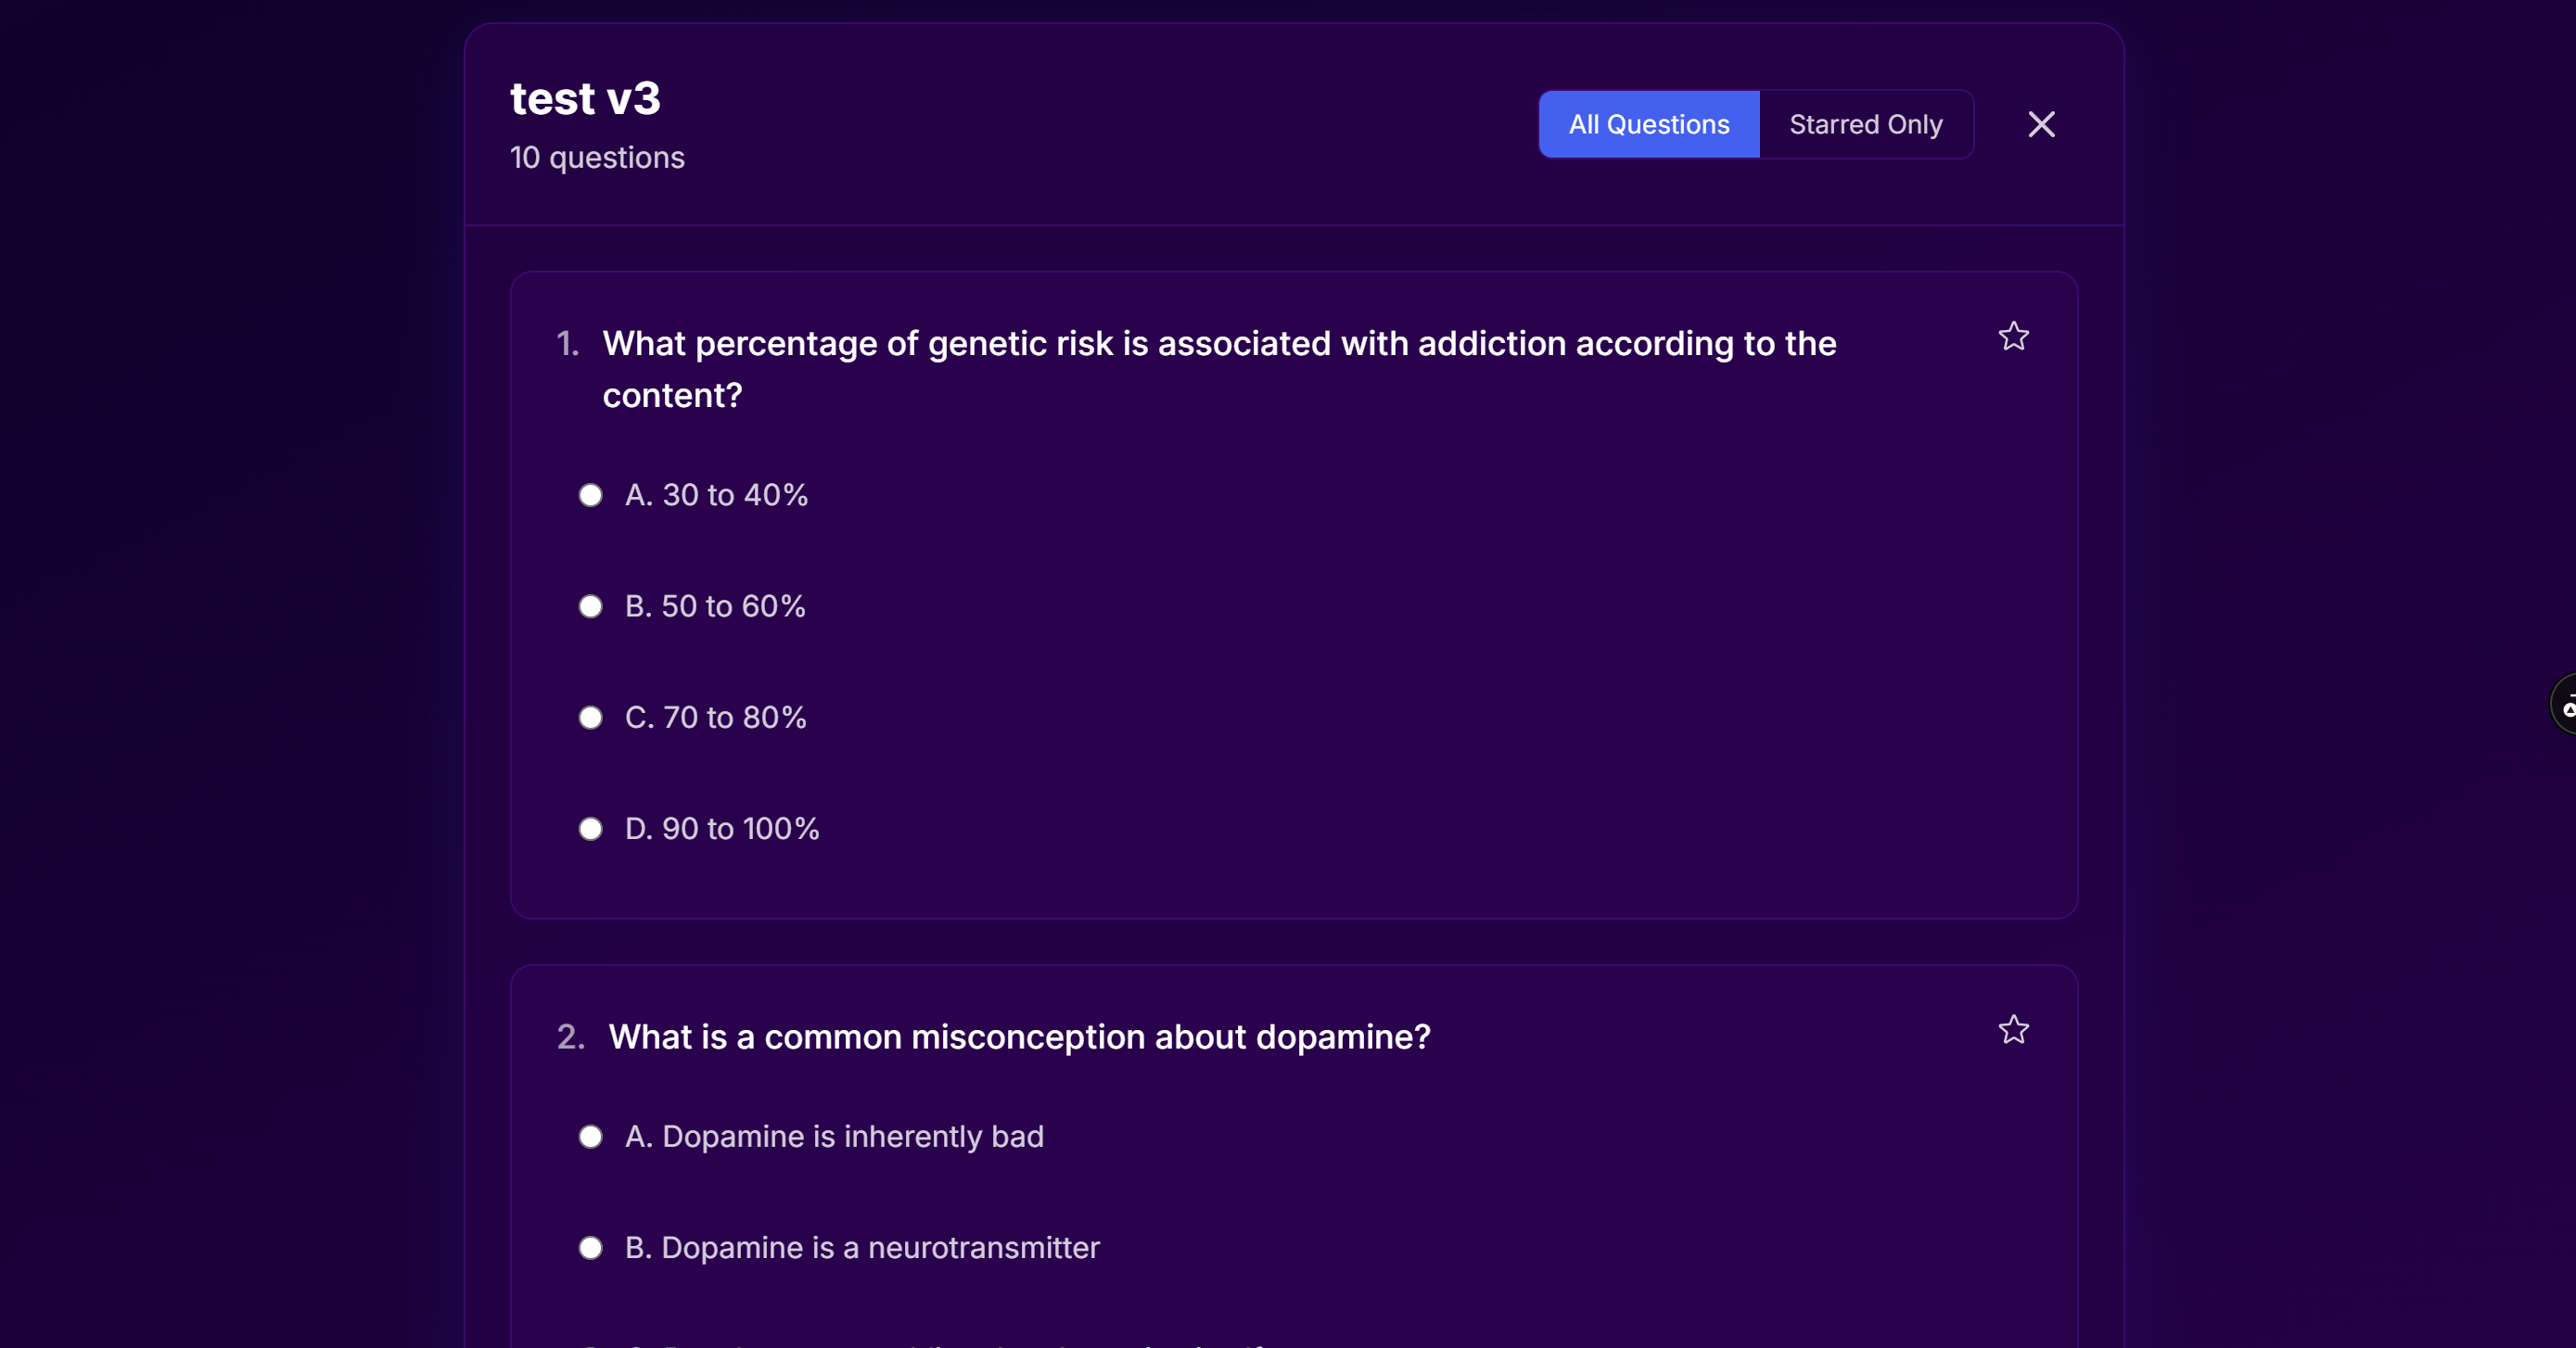 test v3
10 questions
All Questions
Starred Only
1. What percentage of genetic risk is associated with addiction according to the
content?
A. 30 to 40%
B. 50 to 60%
C. 70 to 80%
D. 90 to 100%
2. What is a common misconception about dopamine?
A. Dopamine is inherently bad
B. Dopamine is a neurotransmitter